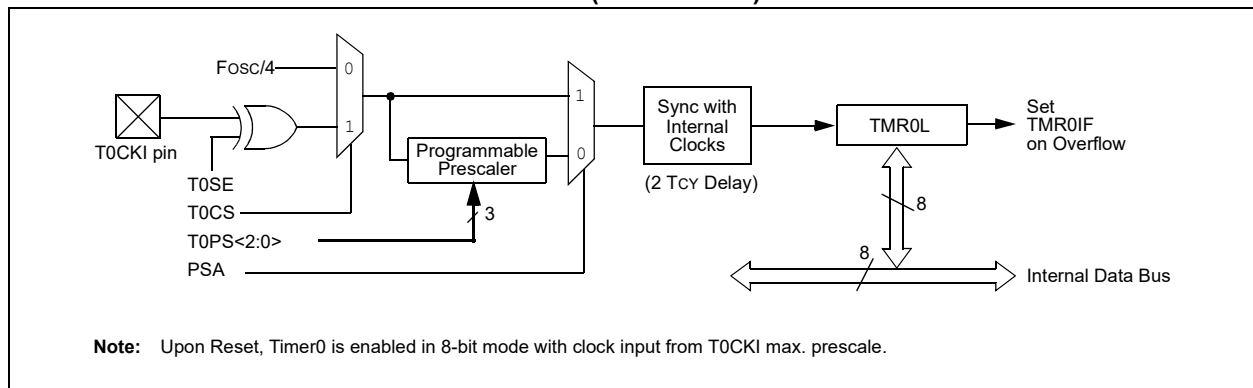 FOSC/4
0
1
T0CKI pin
T0SE
T0CS
T0PS<2:0>
PSA
Programmable
Prescaler
3
1
0
Sync with
Internal
Clocks
(2 TCY Delay)
TMR0L
Set
TMR0IF
on Overflow
8
8
Internal Data Bus
Note: Upon Reset, Timer0 is enabled in 8-bit mode with clock input from T0CKI max. prescale.